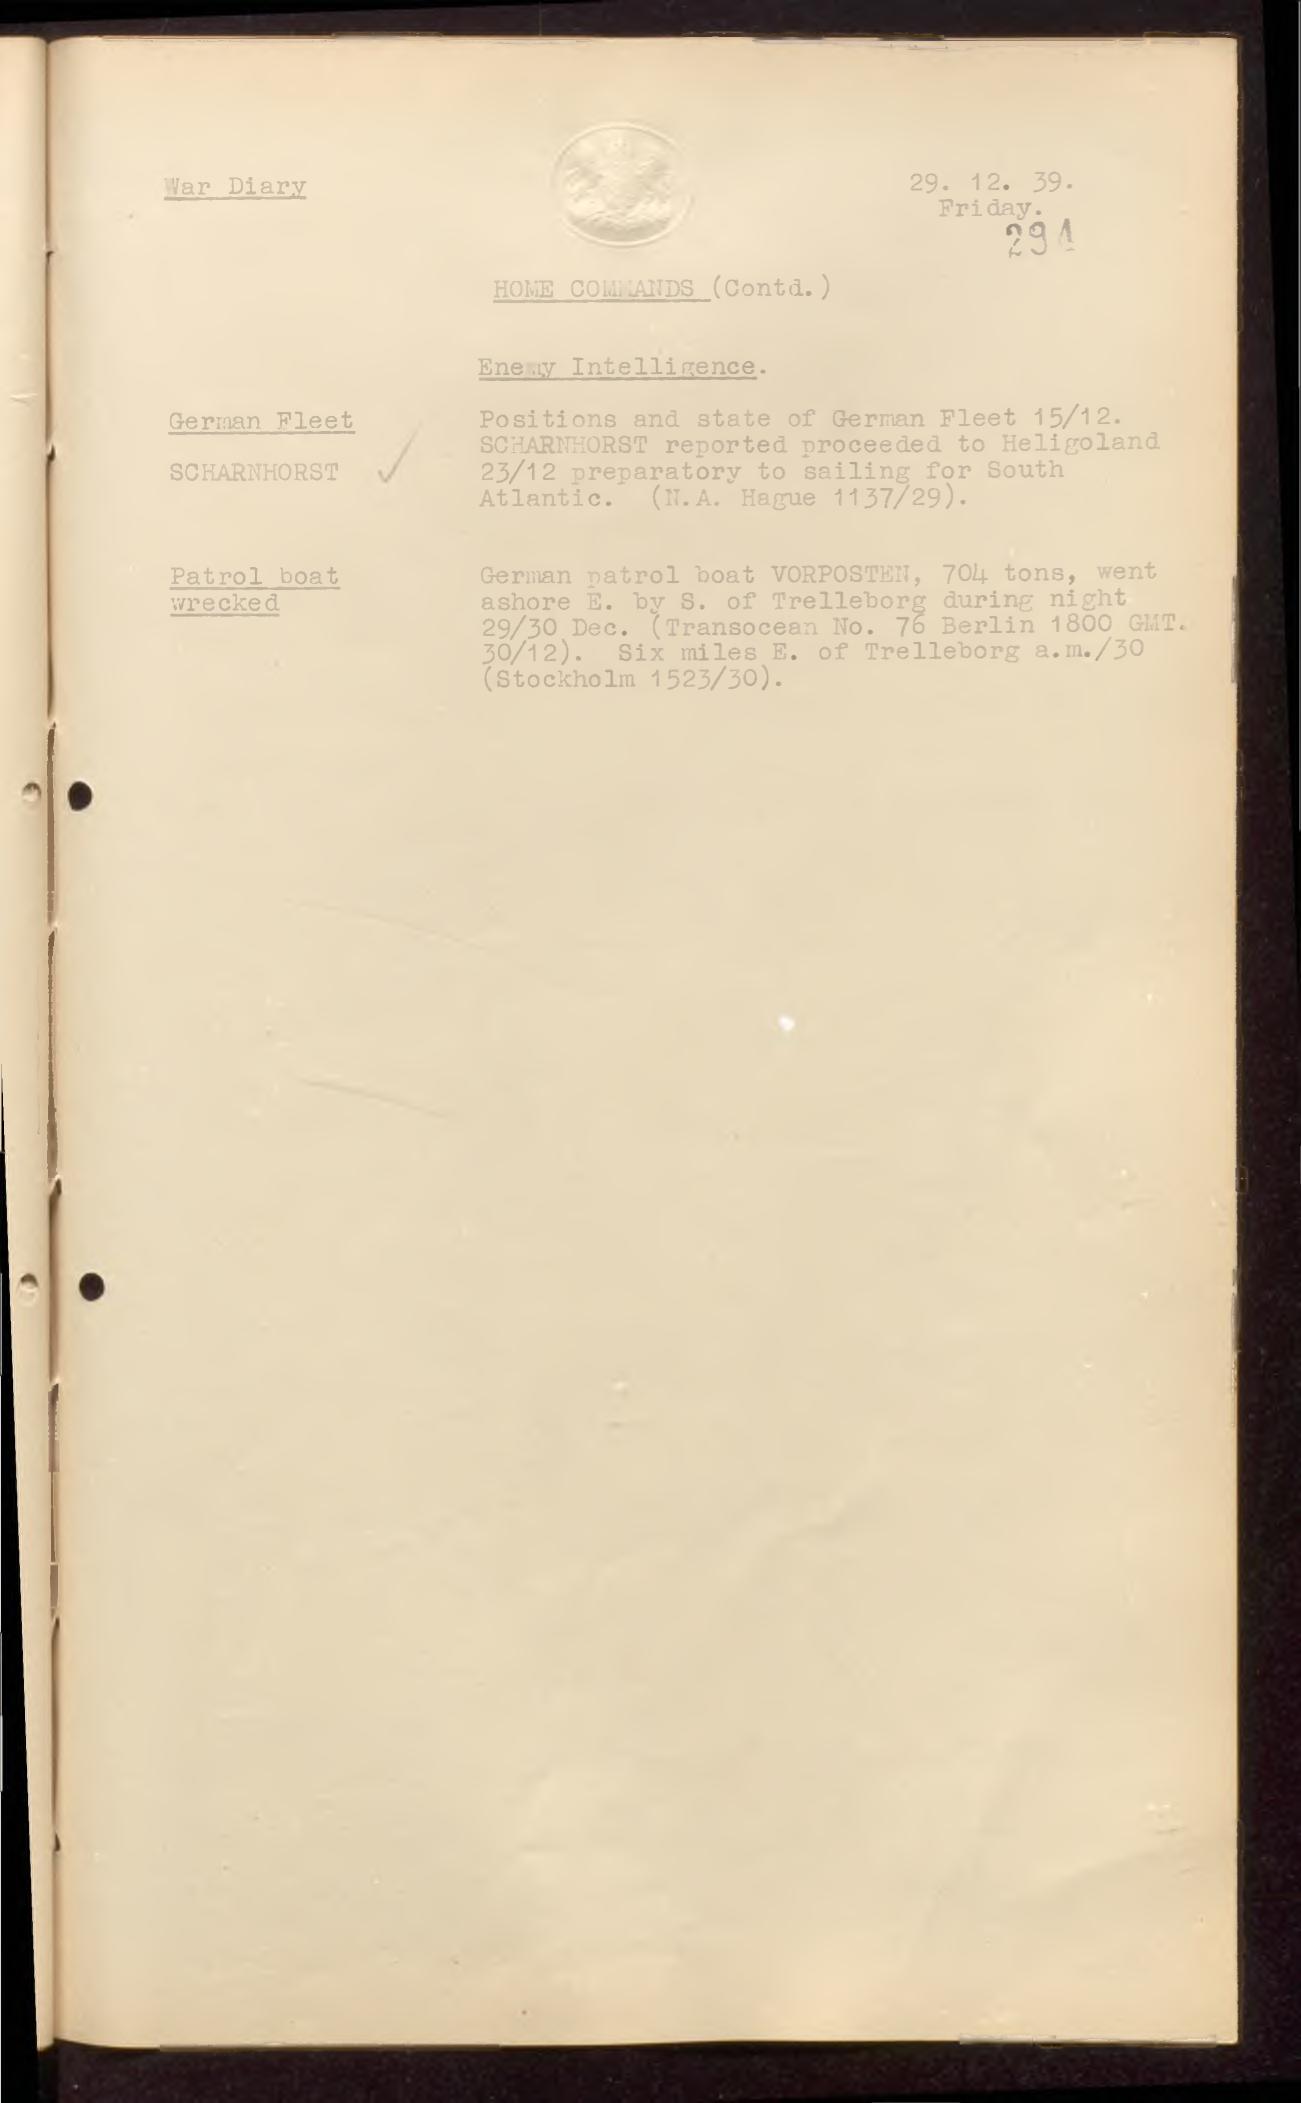 War Diary
29. 12. 39.
Friday.
291
HOME COMMANDS (Contd.)
Enemy Intelligence.
German Fleet
SCHARNHORST
Positions and state of German Fleet 15/12.
SCHARNHORST reported proceeded to Heligoland
23/12 preparatory to sailing for South
Atlantic. (N.A. Hague 1137/29).
Patrol boat
wrecked
German patrol boat VORPOSTEN, 704 tons, went
ashore E. by S. of Trelleborg during night
29/30 Dec. (Transocean No. 76 Berlin 1800 GMT.
30/12). Six miles E. of Trelleborg a.m./30
(Stockholm 1523/30).